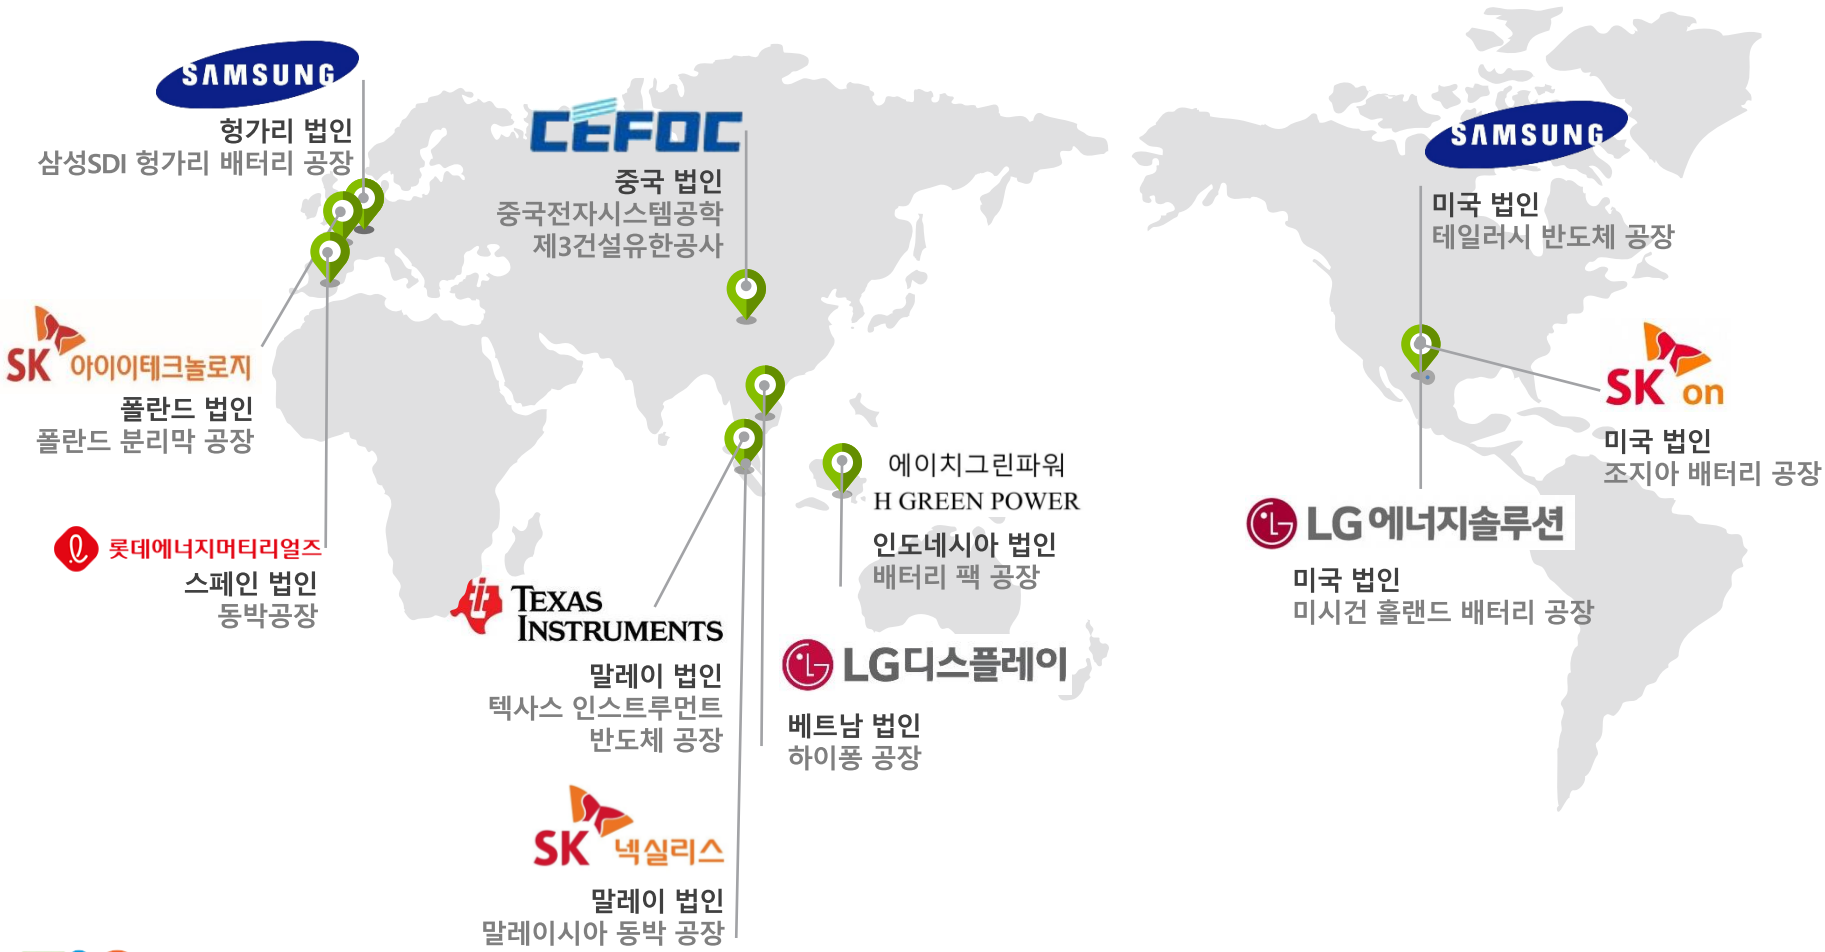 SAMSUNG
헝가리 법인
삼성SDI 헝가리 배터리 공장
CEFOC
중국 법인
중국전자시스템공학
제3건설유한공사
SAMSUNG
미국 법인
테일러시 반도체 공장
SK 아이이테크놀로지
폴란드 법인
폴란드 분리막 공장
SK on
미국 법인
조지아 배터리 공장
롯데에너지머티리얼즈
스페인 법인
동박공장
에이치그린파워
H GREEN POWER
인도네시아 법인
배터리 팩 공장
LG에너지솔루션
미국 법인
미시건 홀랜드 배터리 공장
TEXAS
INSTRUMENTS
말레이 법인
텍사스 인스트루먼트
반도체 공장
LG디스플레이
베트남 법인
하이퐁 공장
SK 넥실리스
말레이 법인
말레이시아 동박 공장